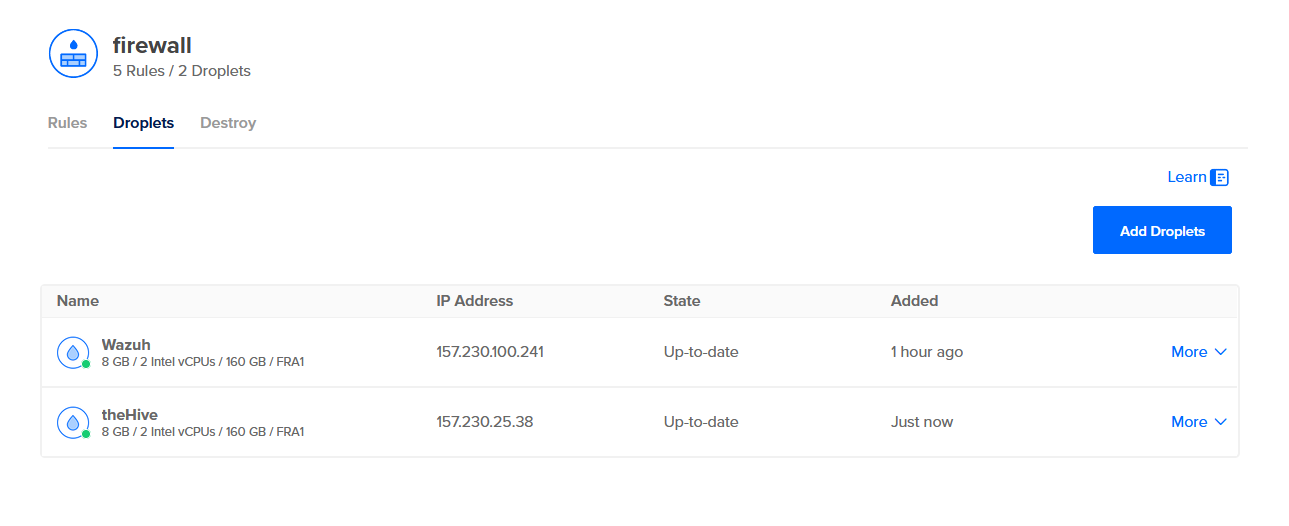 firewall
5 Rules / 2 Droplets
Rules Droplets Destroy
Learn
Add Droplets
Name IP Address State Added
Wazuh
8 GB / 2 Intel vCPUs / 160 GB / FRA1
157.230.100.241 Up-to-date 1 hour ago More
theHive
8 GB / 2 Intel vCPUs / 160 GB / FRA1
157.230.25.38 Up-to-date Just now More